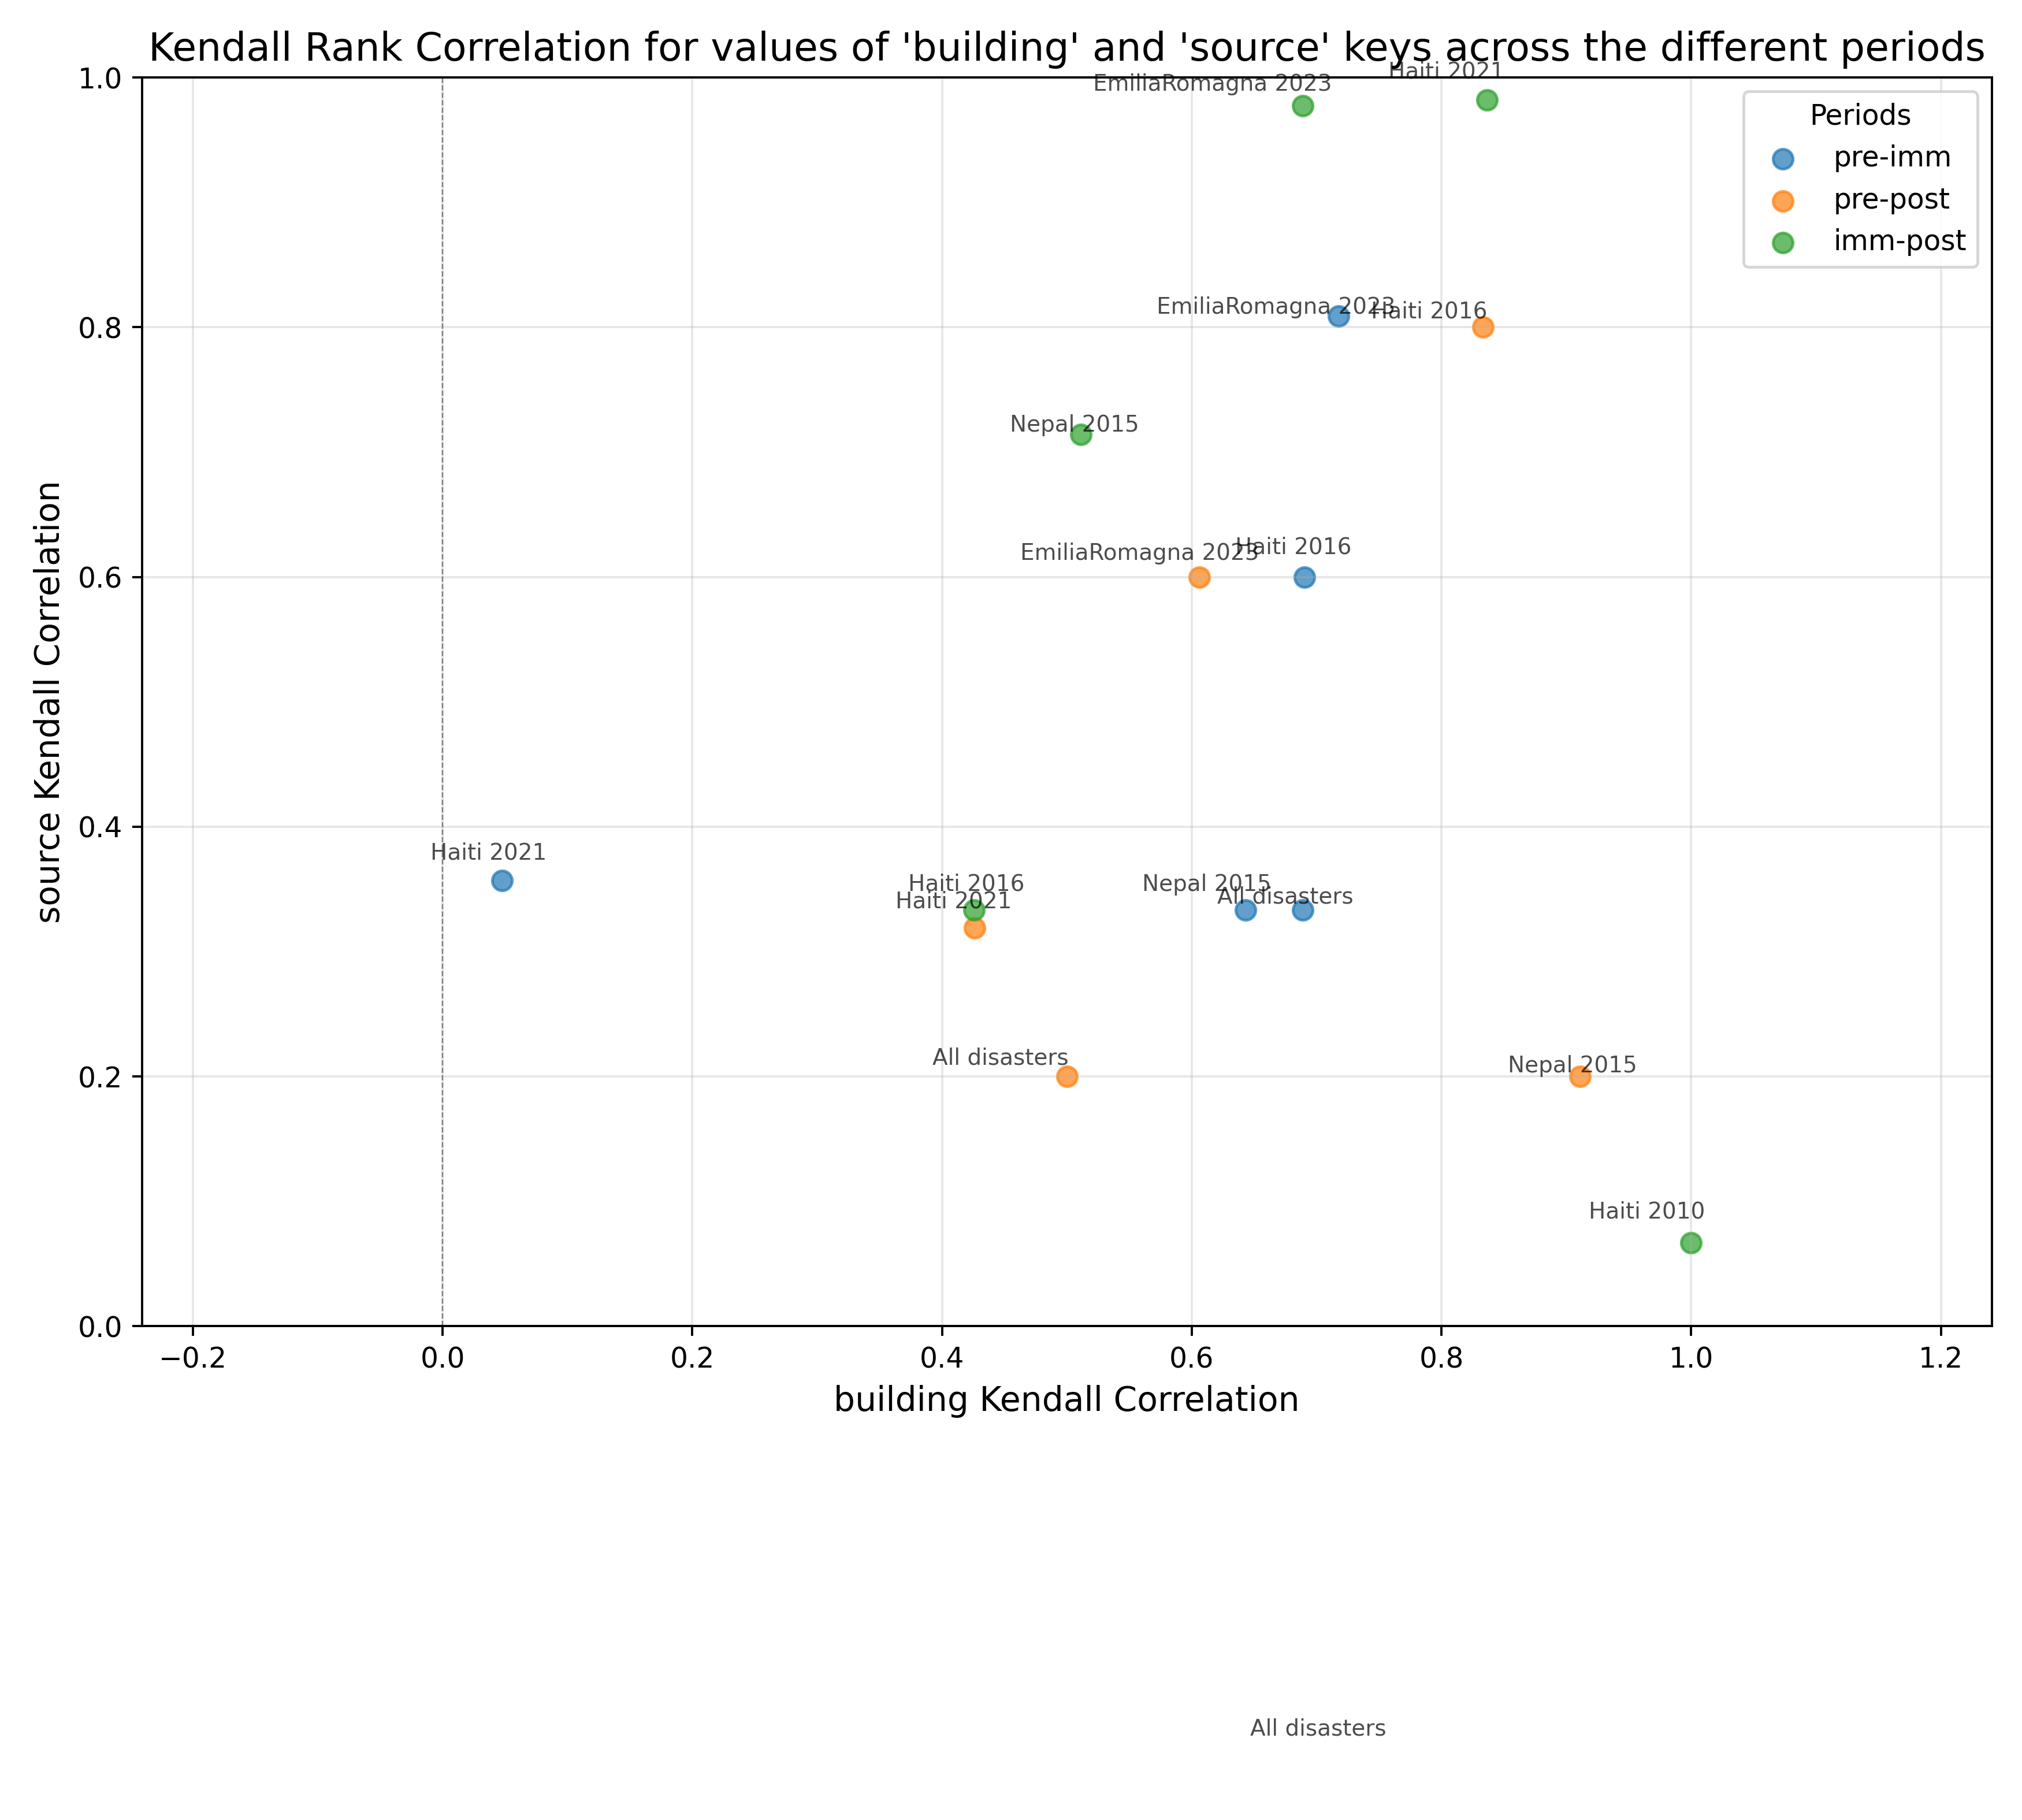 Kendall Rank Correlation for values of 'building' and 'source' keys across the different periods
Haiti 2021
EmiliaRomagna 2023
Periods
pre-imm
pre-post
imm-post
EmiliaRomagna 2023
Haiti 2016
Nepal 2015
EmiliaRomagna 2023
Haiti 2016
Haiti 2021
Haiti 2016
Haiti 2021
Nepal 2015
All disasters
All disasters
Nepal 2015
Haiti 2010
1.0
0.8
0.6
0.4
0.2
0.0
source Kendall Correlation
−0.2
0.0
0.2
0.4
0.6
0.8
1.0
1.2
building Kendall Correlation
All disasters